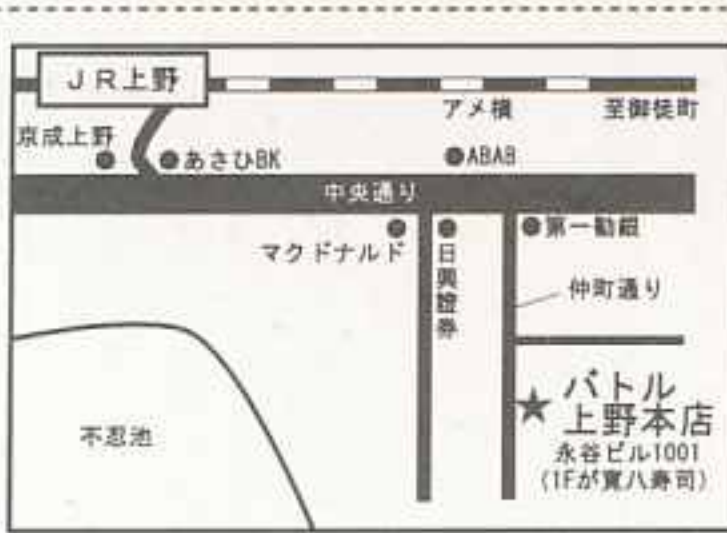 JR上野
アメ横
至御徒町
京成上野
あさひBK
ABAB
中央通り
マクドナルド
日興證券
第一勧銀
仲町通り
不忍池
バトル
上野本店
永谷ビル1001
(1Fが寛八寿司)